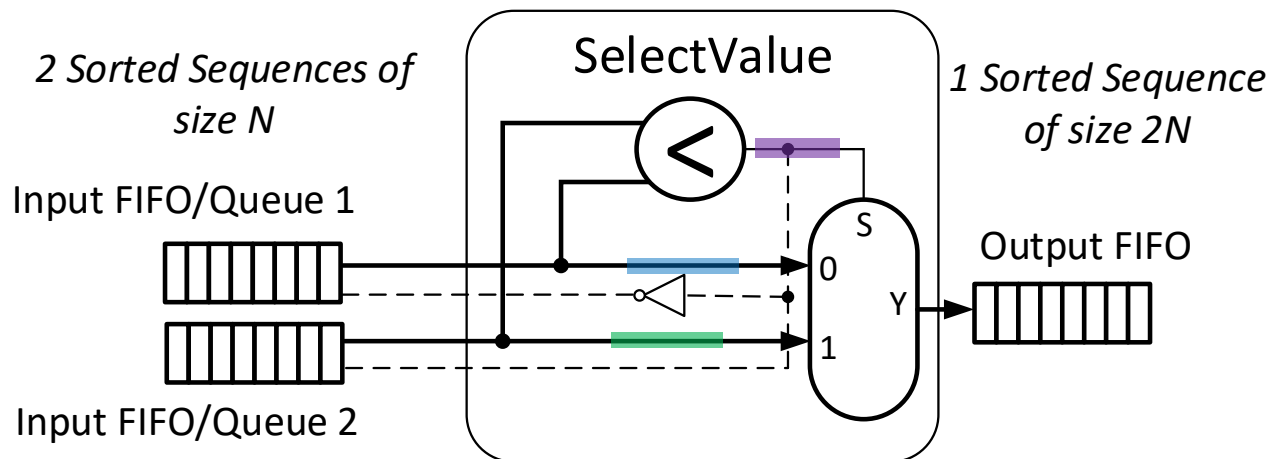 2 Sorted Sequences of
size N
SelectValue
1 Sorted Sequence
of size 2N
<
Input FIFO/Queue 1
S
0
Output FIFO
Y
1
Input FIFO/Queue 2